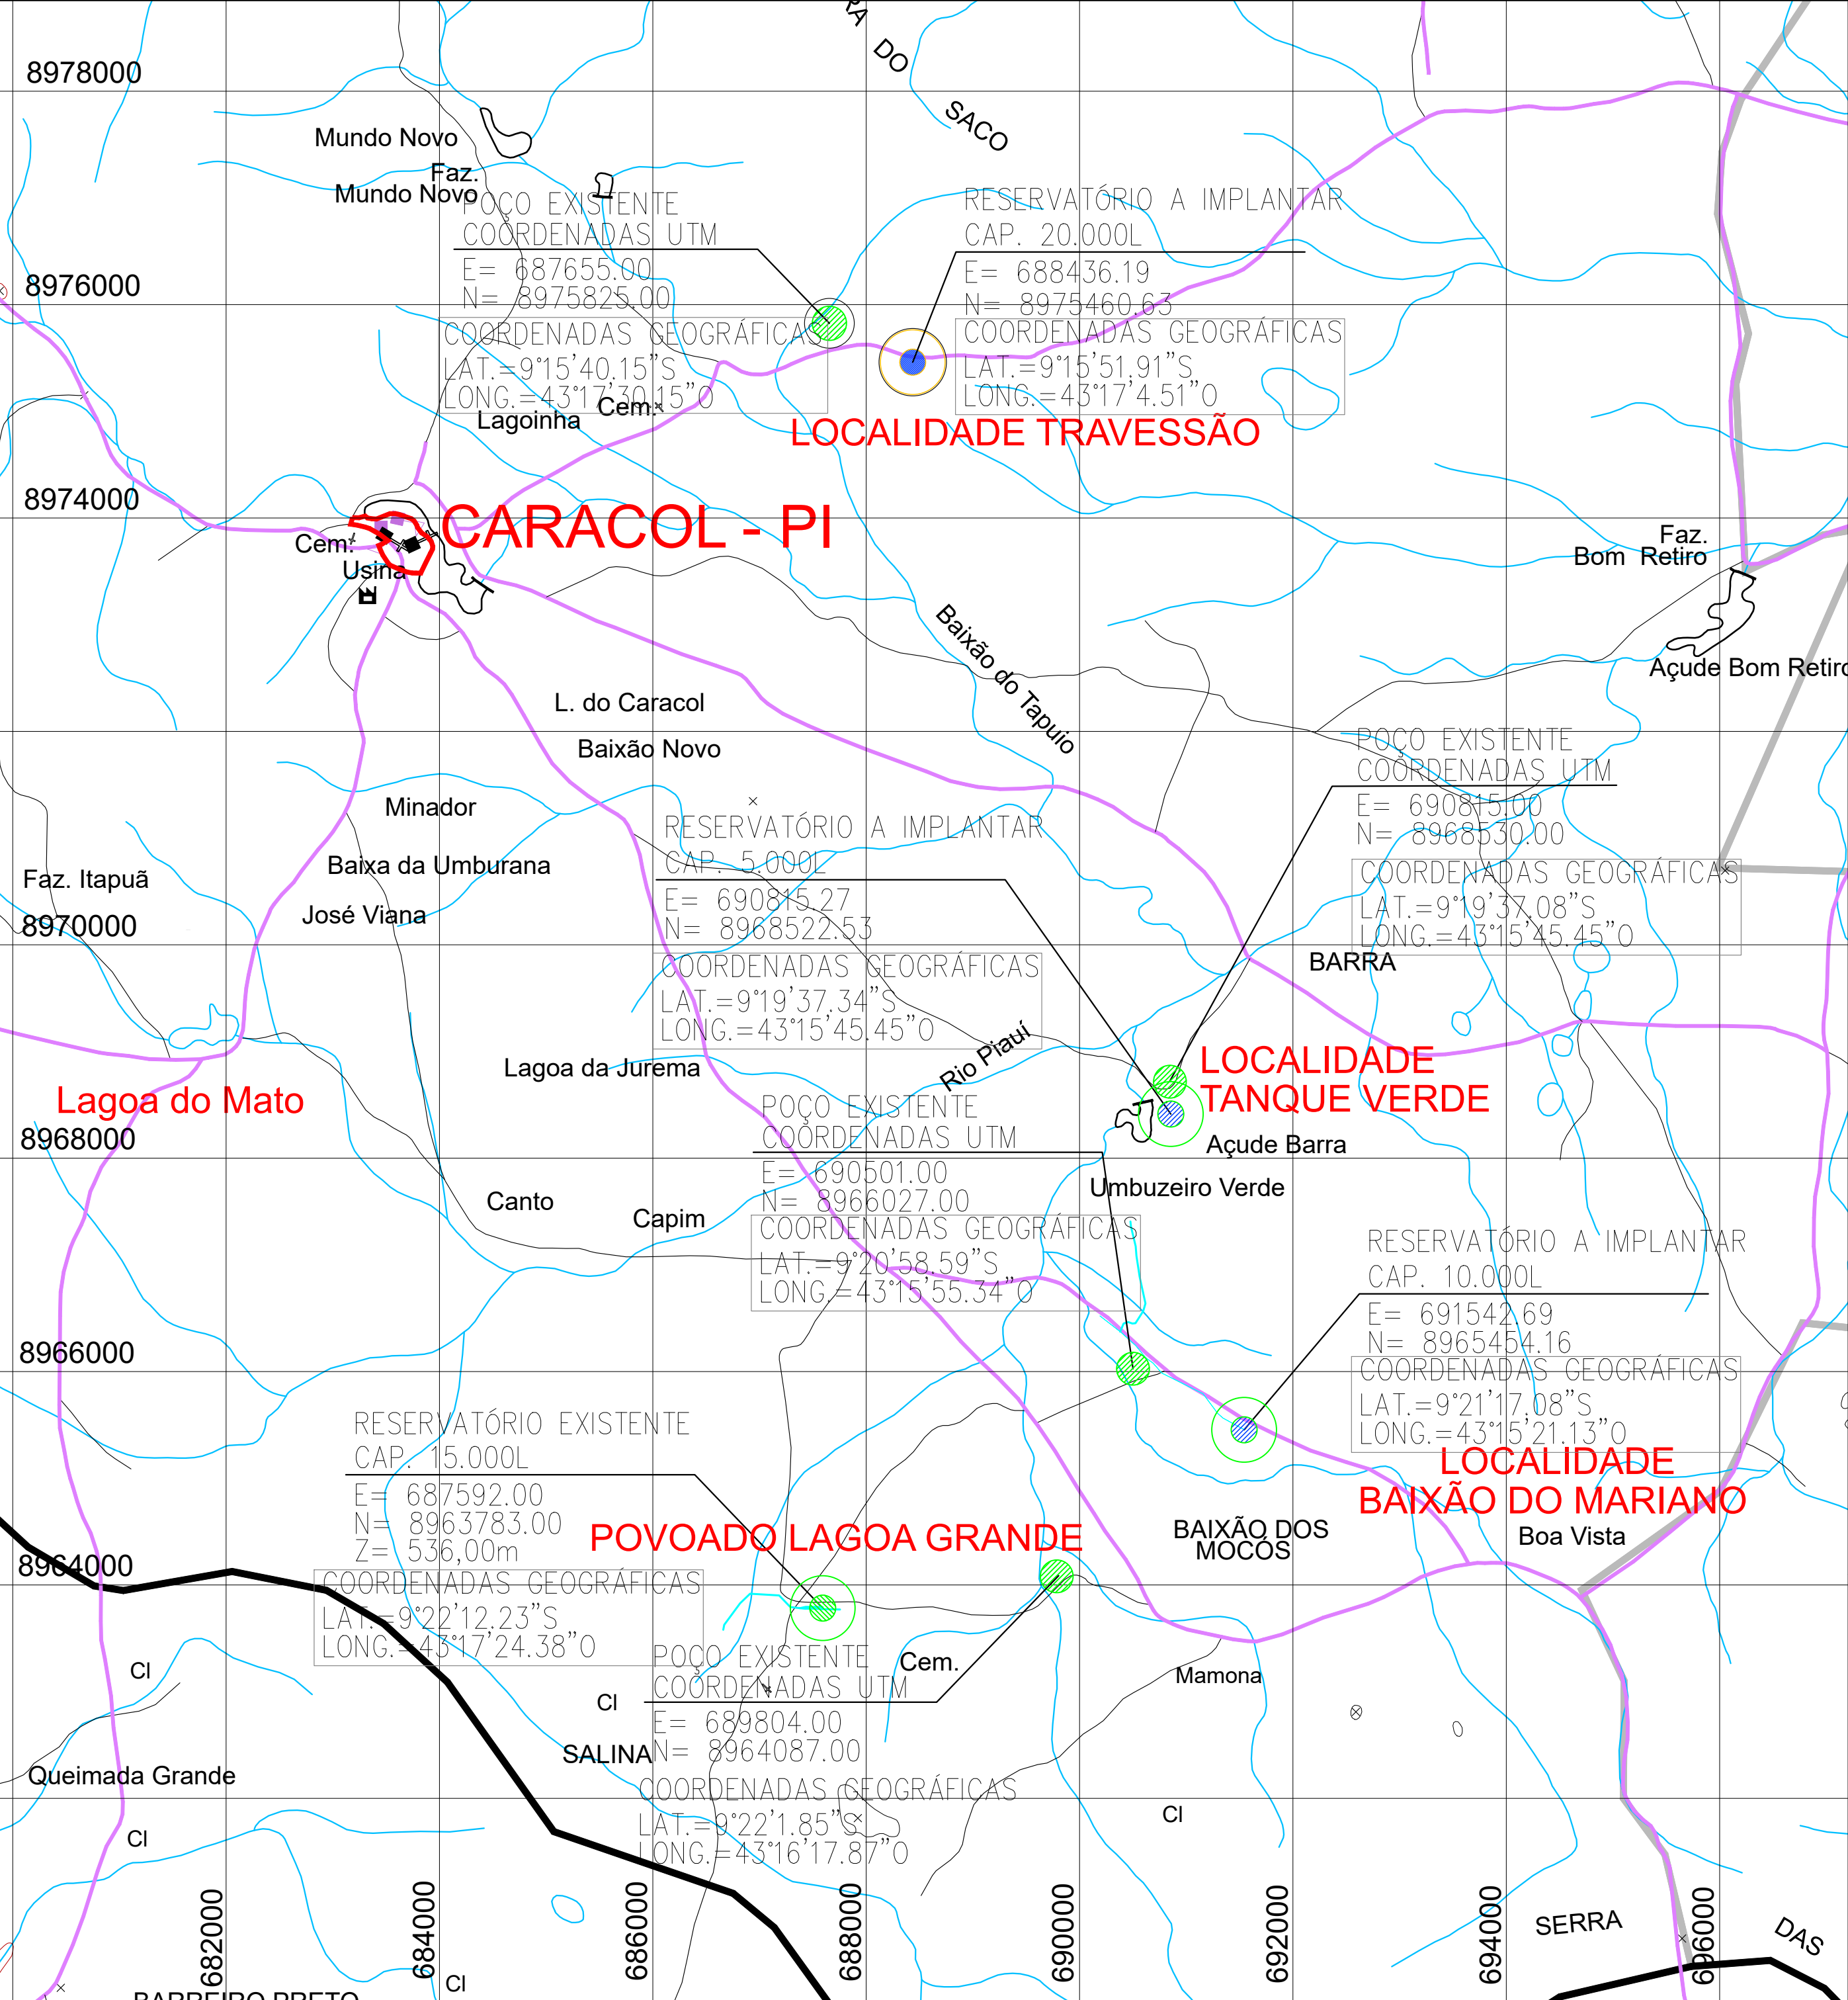 RA DO
SACO
8978000
Mundo Novo
Faz.
Mundo Novo
POÇO EXISTENTE
COORDENADAS UTM
E= 687655.00
N= 8975825.00
COORDENADAS GEOGRÁFICAS
LAT.=9°15'40.15"S
LONG.=43°17'30.15"O
RESERVATÓRIO A IMPLANTAR
CAP. 20.000L
E= 688436.19
N= 8975460.63
COORDENADAS GEOGRÁFICAS
LAT.=9°15'51.91"S
LONG.=43°17'4.51"O
8976000
Lagoinha
Cem.
LOCALIDADE TRAVESSÃO
8974000
CARACOL - PI
Cem.
Usina
Faz.
Bom Retiro
Açude Bom Retiro
Baixão do Tapuio
L. do Caracol
Baixão Novo
POÇO EXISTENTE
COORDENADAS UTM
E= 690815.00
N= 8968530.00
COORDENADAS GEOGRÁFICAS
LAT.=9°19'37.08"S
LONG.=43°15'45.45"O
Minador
RESERVATÓRIO A IMPLANTAR
CAP. 5.000L
E= 690815.27
N= 8968522.53
COORDENADAS GEOGRÁFICAS
LAT.=9°19'37.34"S
LONG.=43°15'45.45"O
Baixa da Umburana
Faz. Itapuã
José Viana
8970000
BARRA
Rio Piauí
Lagoa da Jurema
LOCALIDADE
TANQUE VERDE
Lagoa do Mato
8968000
Açude Barra
POÇO EXISTENTE
COORDENADAS UTM
E= 690501.00
N= 8966027.00
COORDENADAS GEOGRÁFICAS
LAT.=9°20'58.59"S
LONG.=43°15'55.34"O
Umbuzeiro Verde
Canto
Capim
RESERVATÓRIO A IMPLANTAR
CAP. 10.000L
E= 691542.69
N= 8965454.16
COORDENADAS GEOGRÁFICAS
LAT.=9°21'17.08"S
LONG.=43°15'21.13"O
8966000
LOCALIDADE
BAIXÃO DO MARIANO
RESERVATÓRIO EXISTENTE
CAP. 15.000L
E= 687592.00
N= 8963783.00
Z= 536,00m
COORDENADAS GEOGRÁFICAS
LAT.=9°22'12.23"S
LONG.=43°17'24.38"O
POVOADO LAGOA GRANDE
BAIXÃO DOS
MOCÓS
Boa Vista
8964000
POÇO EXISTENTE
COORDENADAS UTM
E= 689804.00
N= 8964087.00
COORDENADAS GEOGRÁFICAS
LAT.=9°22'1.85"S
LONG.=43°16'17.87"O
Cem.
Mamona
Cl
Cl
SALINA
Queimada Grande
Cl
Cl
682000
684000
686000
688000
690000
692000
694000
696000
SERRA
DAS
Cl
BARREIRO PRETO